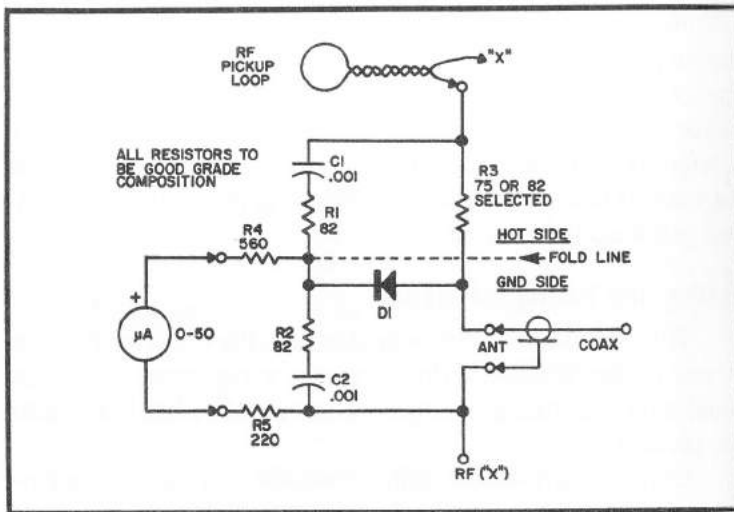 RF
PICKUP
LOOP
"X"
ALL RESISTORS TO
BE GOOD GRADE
COMPOSITION
C1
.001
R3
75 OR 82
SELECTED
R1
82
R4
560
HOT SIDE
FOLD LINE
GND SIDE
+
µA
0-50
D1
R2
82
ANT
COAX
C2
.001
R5
220
RF ("X")